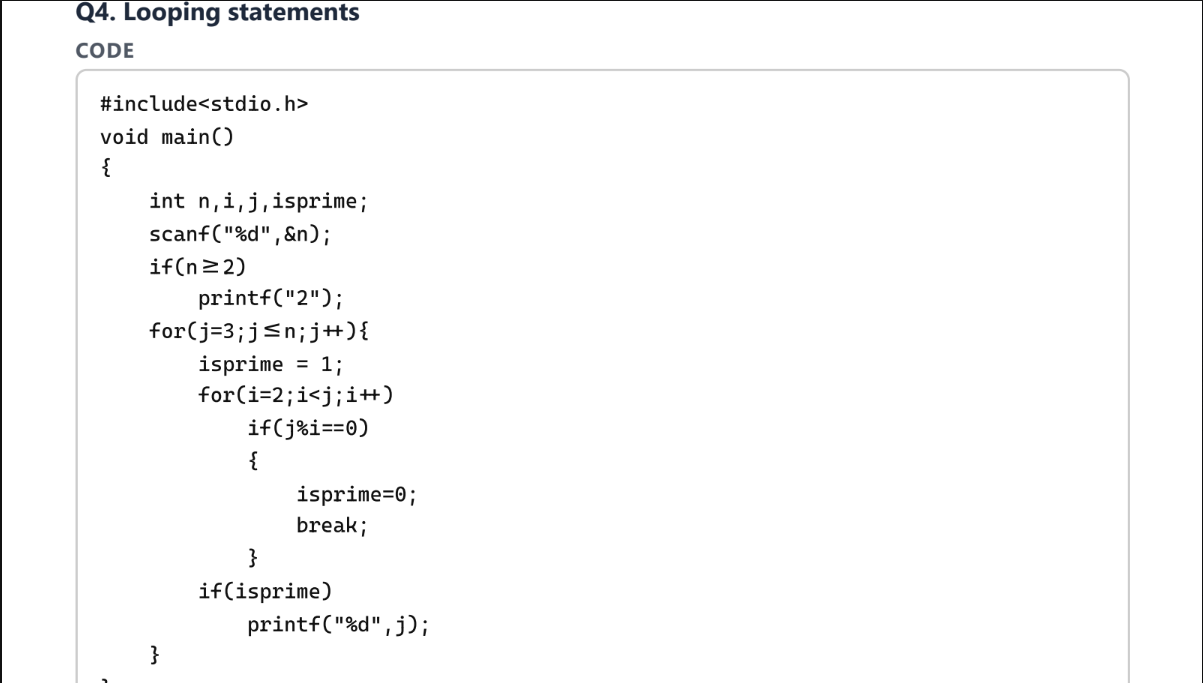 Q4. Looping statements
CODE
#include<stdio.h>
void main()
{
    int n,i,j,isprime;
    scanf("%d",&n);
    if(n≥2)
        printf("2");
    for(j=3;j≤n;j++){
        isprime = 1;
        for(i=2;i<j;i++)
            if(j%i==0)
            {
                isprime=0;
                break;
            }
        if(isprime)
            printf("%d",j);
    }
}